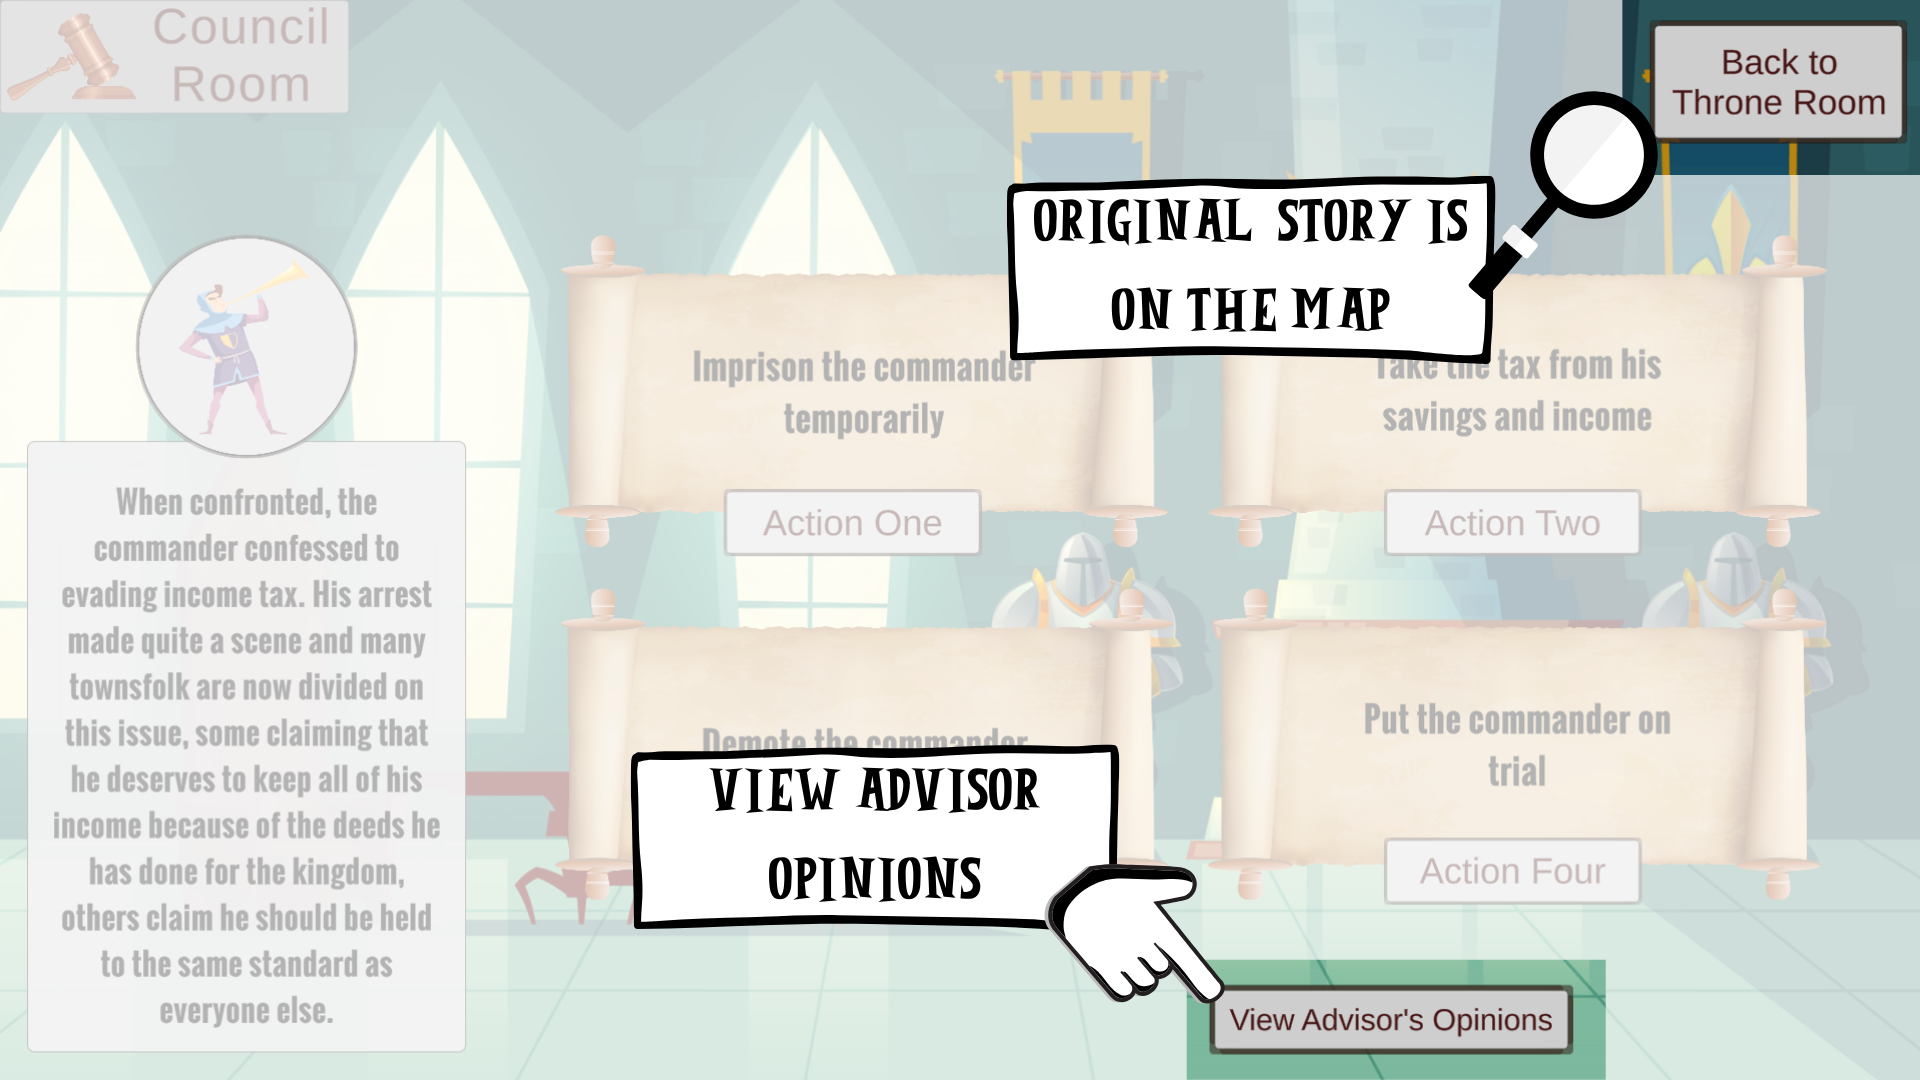 Council
Room
Back to
Throne Room
ORIGINAL STORY IS
ON THE MAP
Imprison the commander
temporarily
Action One
Take the tax from his
savings and income
Action Two
When confronted, the
commander confessed to
evading income tax. His arrest
made quite a scene and many
townsfolk are now divided on
this issue, some claiming that
he deserves to keep all of his
income because of the deeds he
has done for the kingdom,
others claim he should be held
to the same standard as
everyone else.
Demote the commander
VIEW ADVISOR
OPINIONS
Put the commander on
trial
Action Four
View Advisor's Opinions